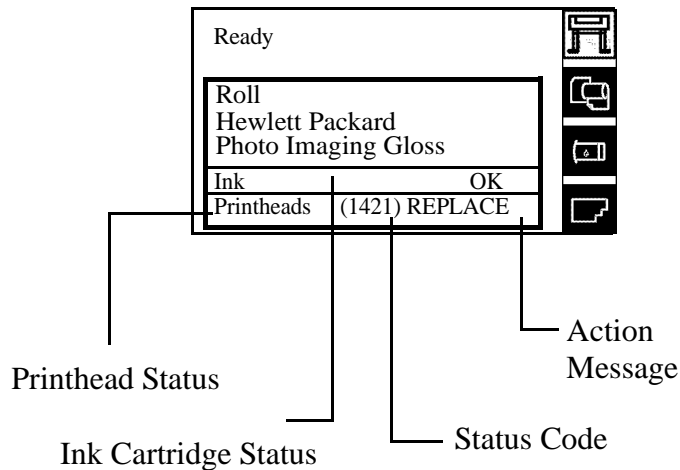 Ready
Roll
Hewlett Packard
Photo Imaging Gloss
Ink OK
Printheads (1421) REPLACE
Action
Message
Printhead Status
Status Code
Ink Cartridge Status